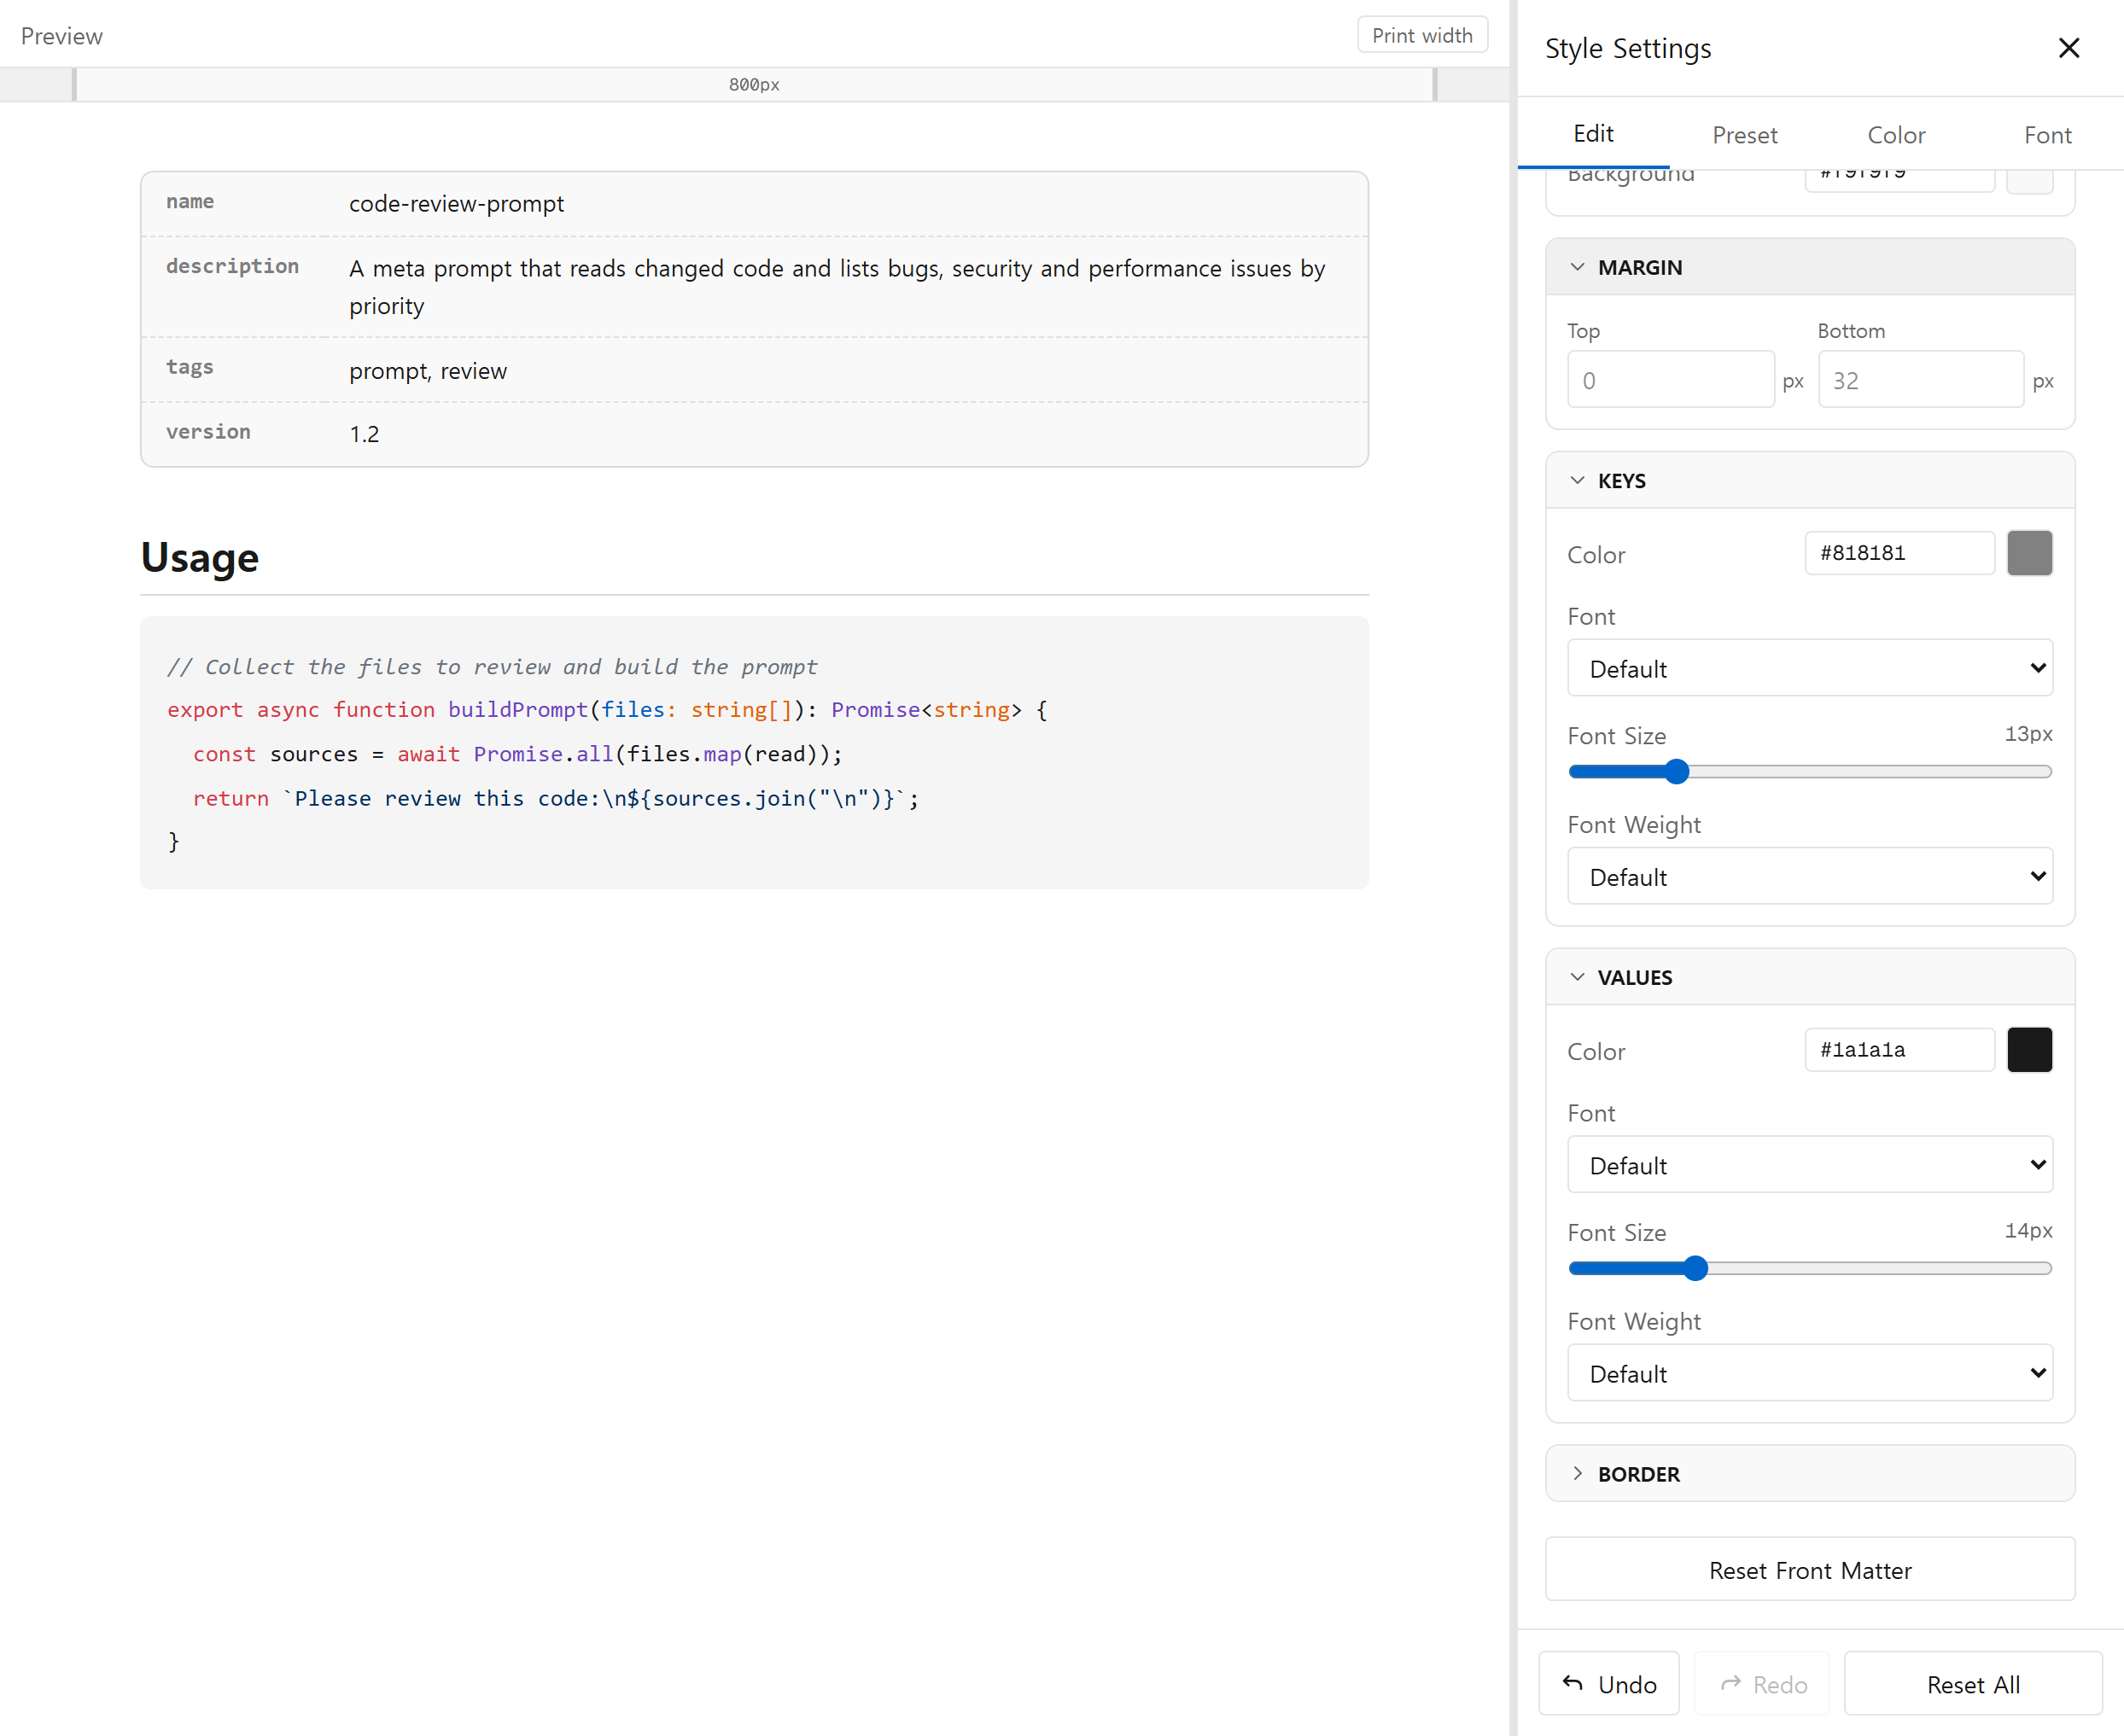 Preview
Print width
800px
name
code-review-prompt
description
A meta prompt that reads changed code and lists bugs, security and performance issues by
priority
tags
prompt, review
version
1.2
Usage
// Collect the files to review and build the prompt
export async function buildPrompt(files: string[]): Promise<string> {
  const sources = await Promise.all(files.map(read));
  return `Please review this code:\n${sources.join("\n")}`;
}
Style Settings
Edit
Preset
Color
Font
Background
#f9f9f9
MARGIN
Top
Bottom
0
px
32
px
KEYS
Color
#818181
Font
Default
Font Size
13px
Font Weight
Default
VALUES
Color
#1a1a1a
Font
Default
Font Size
14px
Font Weight
Default
BORDER
Reset Front Matter
Undo
Redo
Reset All